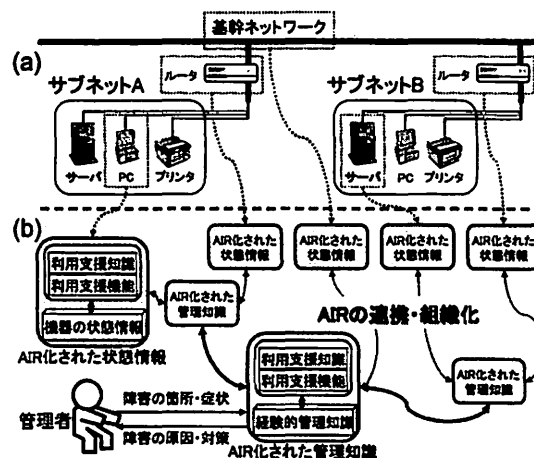 基幹ネットワーク
(a)
サブネットA
ルータ
サブネットB
ルータ
サーバ
PC
プリンタ
サーバ
PC
プリンタ
(b)
利用支援知識
利用支援機能
機器の状態情報
AIR化された状態情報
AIR化された
管理知識
AIR化された
状態情報
AIR化された
状態情報
AIR化された
状態情報
AIR化された
状態情報
AIRの連携・組織化
利用支援知識
利用支援機能
経験的管理知識
AIR化された管理知識
AIR化された
管理知識
管理者
障害の箇所・症状
障害の原因・対策